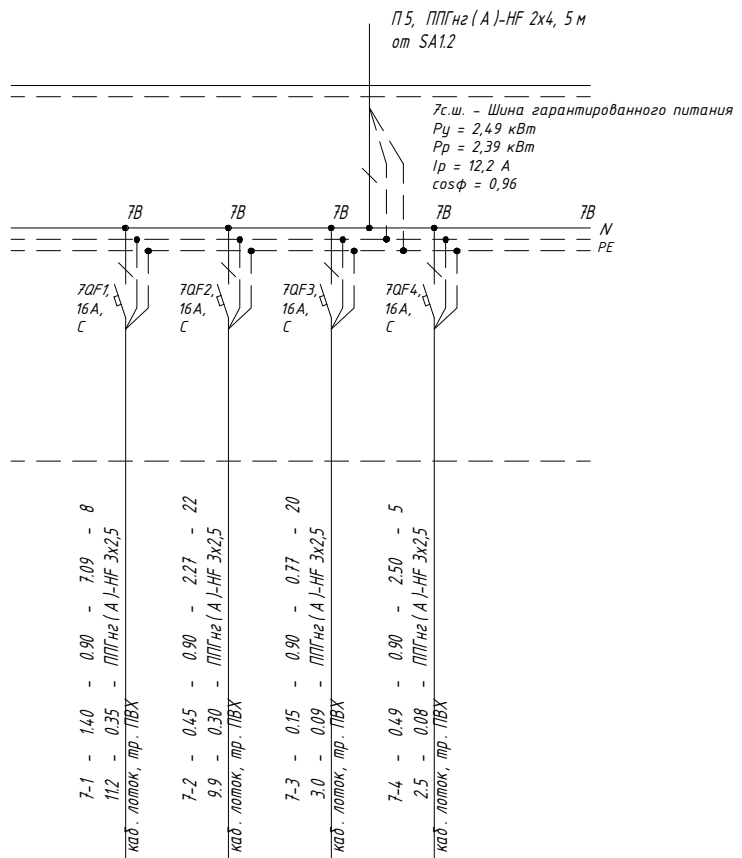 П5, ППГнг(А)-HF 2х4, 5 м
от SA1.2
7с.ш. - Шина гарантированного питания
Ру = 2,49 кВт
Рр = 2,39 кВт
Iр = 12,2 А
cosф = 0,96
7В
7В
7В
7В
7В
N
PE
7QF1,
16А,
С
7QF2,
16А,
С
7QF3,
16А,
С
7QF4,
16А,
С
7-1 - 1.40 - 0.90 - 7.09 - 8
11.2 - 0.35 - ППГнг(А)-HF 3х2,5
каб. лоток, тр. ПВХ
7-2 - 0.45 - 0.90 - 2.27 - 22
9.9 - 0.30 - ППГнг(А)-HF 3х2,5
каб. лоток, тр. ПВХ
7-3 - 0.15 - 0.90 - 0.77 - 20
3.0 - 0.09 - ППГнг(А)-HF 3х2,5
каб. лоток, тр. ПВХ
7-4 - 0.49 - 0.90 - 2.50 - 5
2.5 - 0.08 - ППГнг(А)-HF 3х2,5
каб. лоток, тр. ПВХ